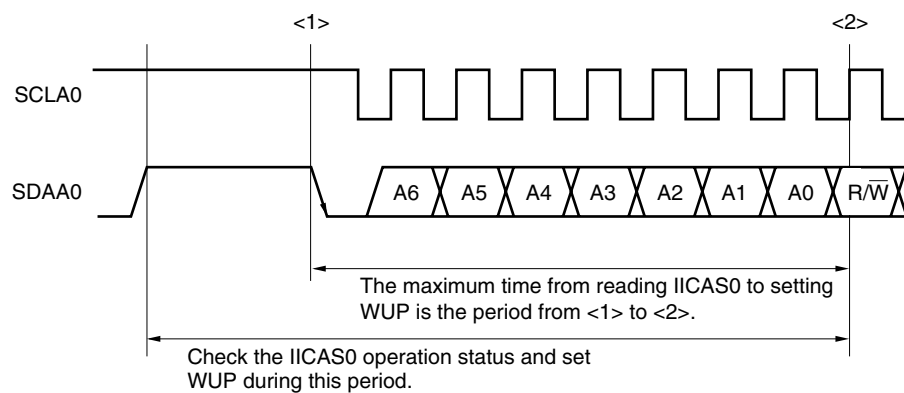 <1> <2>
SCLA0
SDAA0 A6 A5 A4 A3 A2 A1 A0 R/W̅
The maximum time from reading IICAS0 to setting
WUP is the period from <1> to <2>.
Check the IICAS0 operation status and set
WUP during this period.